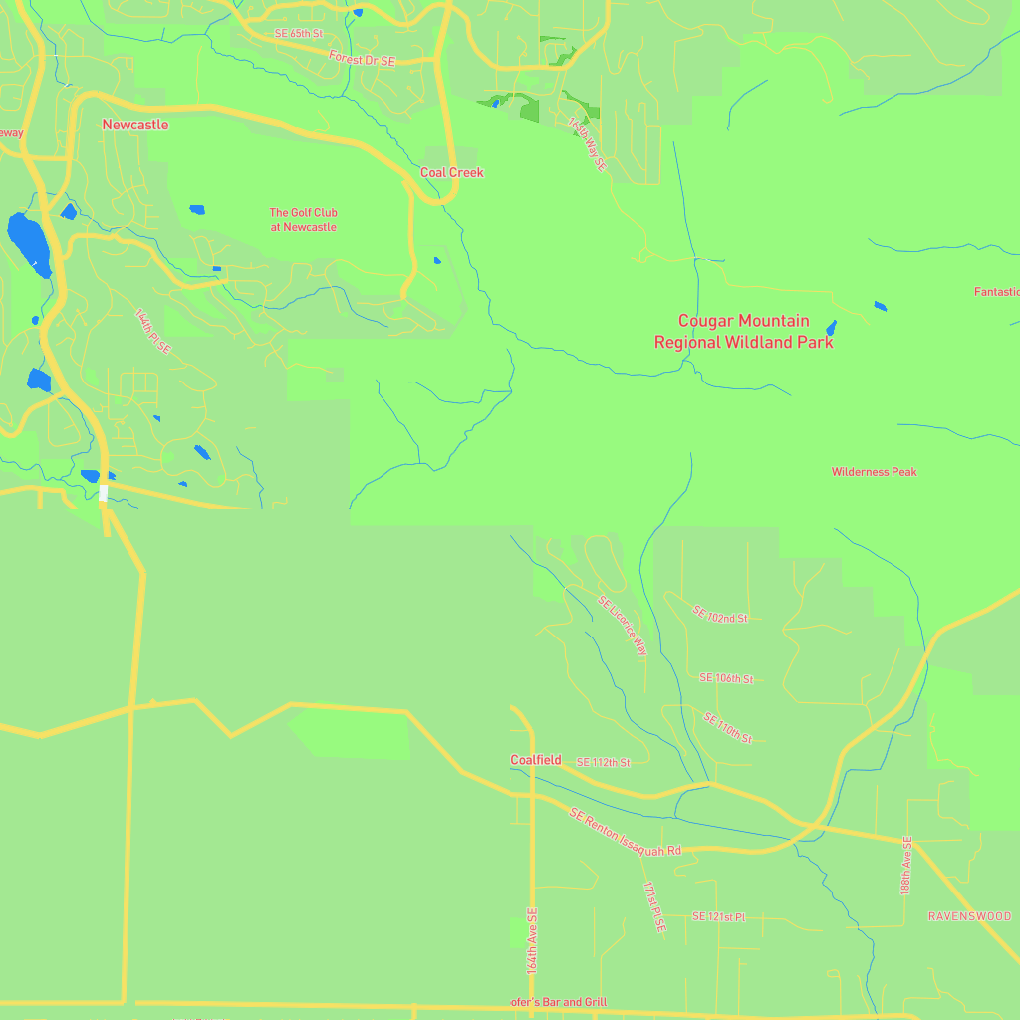 SE 65th St
Forest Dr SE
Newcastle
eway
165th Way SE
Coal Creek
The Golf Club
at Newcastle
Fantastic
164th Pl SE
Cougar Mountain
Regional Wildland Park
Wilderness Peak
SE Licorice Way
SE 102nd St
SE 106th St
SE 110th St
Coalfield
SE 112th St
SE Renton Issaquah Rd
188th Ave SE
171st Pl SE
164th Ave SE
SE 121st Pl
RAVENSWOOD
ofer's Bar and Grill